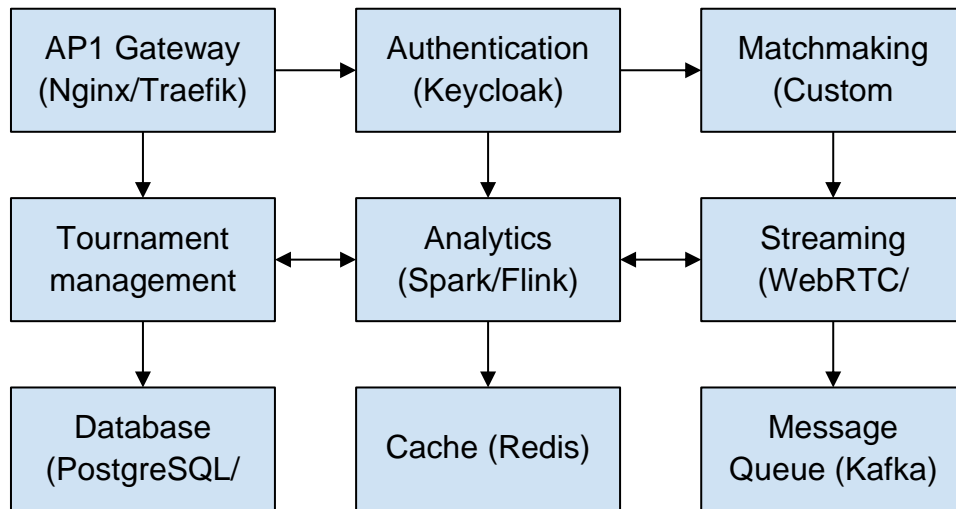 AP1 Gateway
(Nginx/Traefik)
Authentication
(Keycloak)
Matchmaking
(Custom
Tournament
management
Analytics
(Spark/Flink)
Streaming
(WebRTC/
Database
(PostgreSQL/
Cache (Redis)
Message
Queue (Kafka)